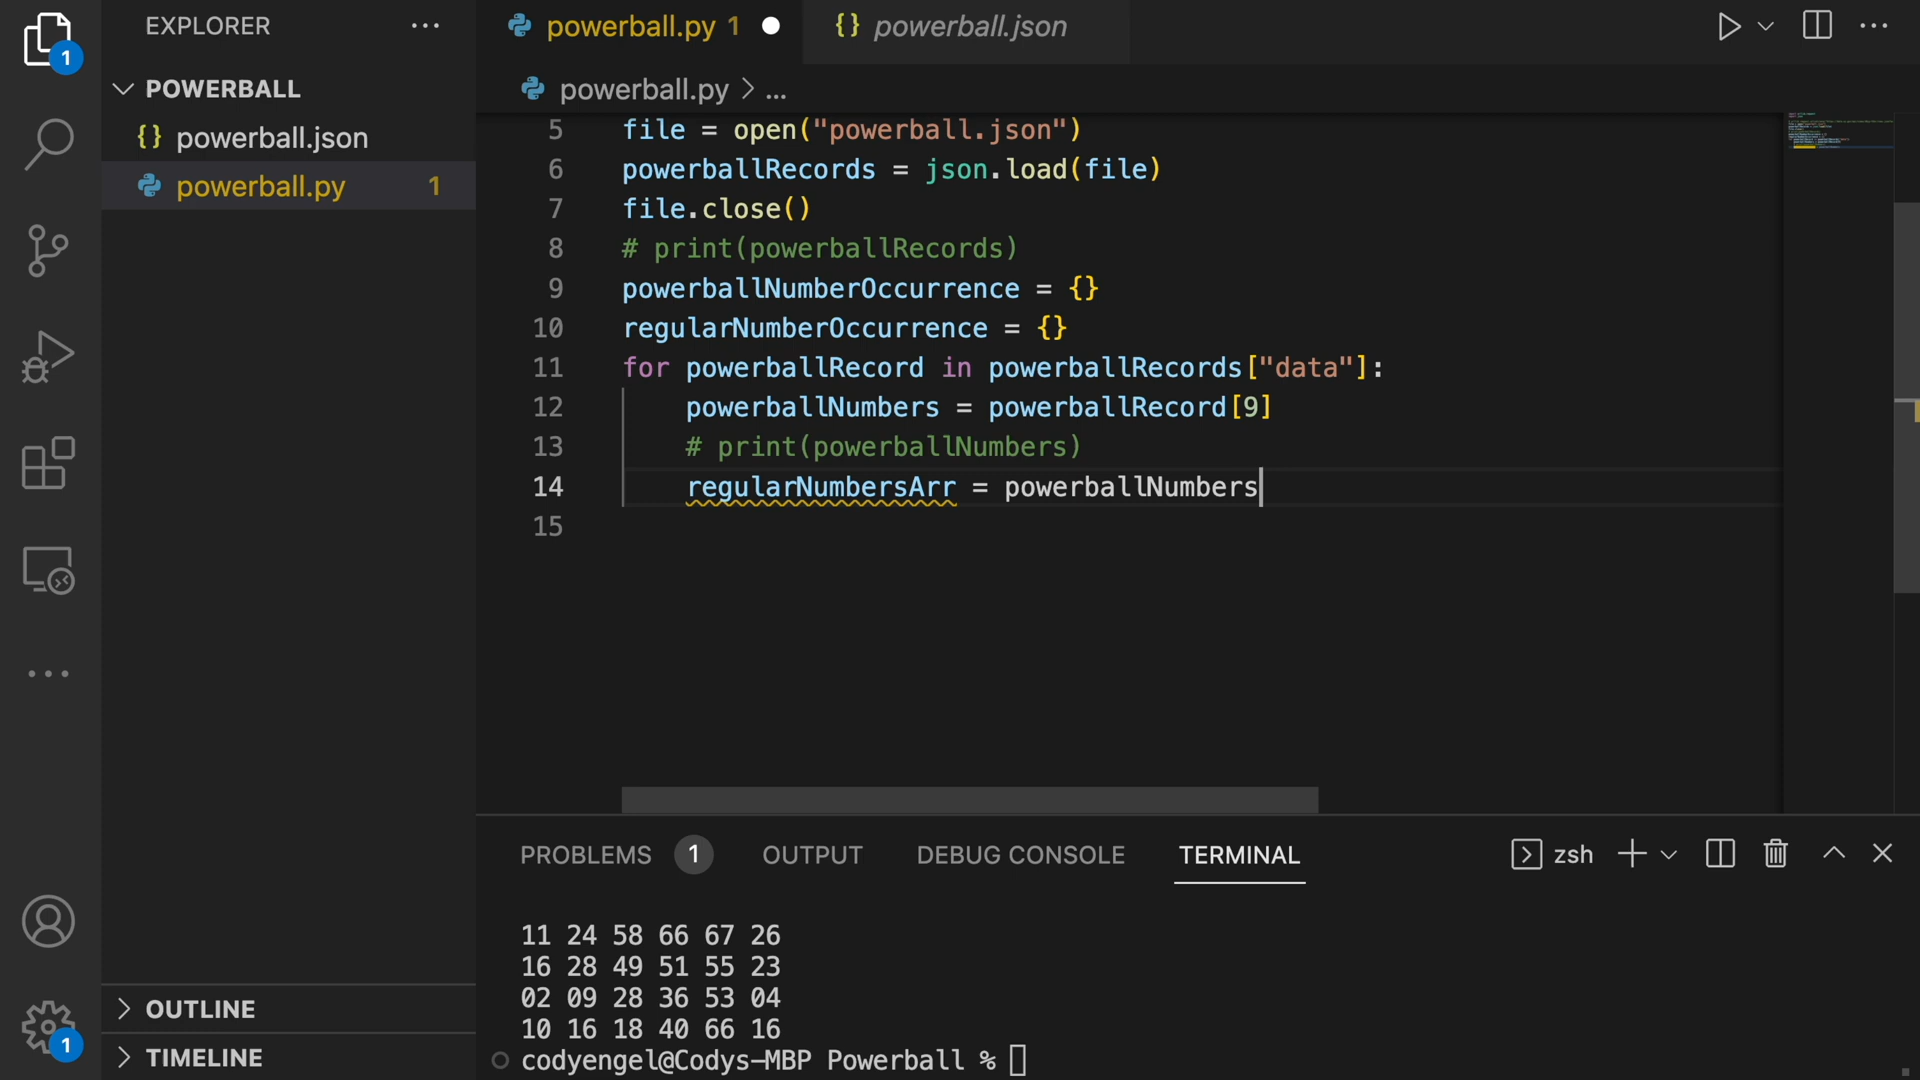 EXPLORER
powerball.py 1
powerball.json
1
POWERBALL
powerball.json
powerball.py 1
powerball.py > ...
5 file = open("powerball.json")
6 powerballRecords = json.load(file)
7 file.close()
8 # print(powerballRecords)
9 powerballNumberOccurrence = {}
10 regularNumberOccurrence = {}
11 for powerballRecord in powerballRecords["data"]:
12 powerballNumbers = powerballRecord[9]
13 # print(powerballNumbers)
14 regularNumbersArr = powerballNumbers
15
PROBLEMS 1 OUTPUT DEBUG CONSOLE TERMINAL zsh
11 24 58 66 67 26
16 28 49 51 55 23
02 09 28 36 53 04
10 16 18 40 66 16
codyengel@Codys-MBP Powerball %
OUTLINE
TIMELINE
1